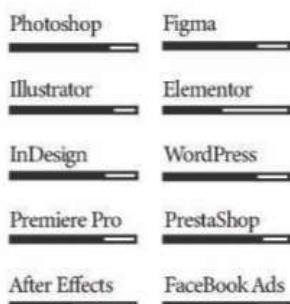 Photoshop
Figma
Illustrator
Elementor
InDesign
WordPress
Premiere Pro
PrestaShop
After Effects
FaceBook Ads